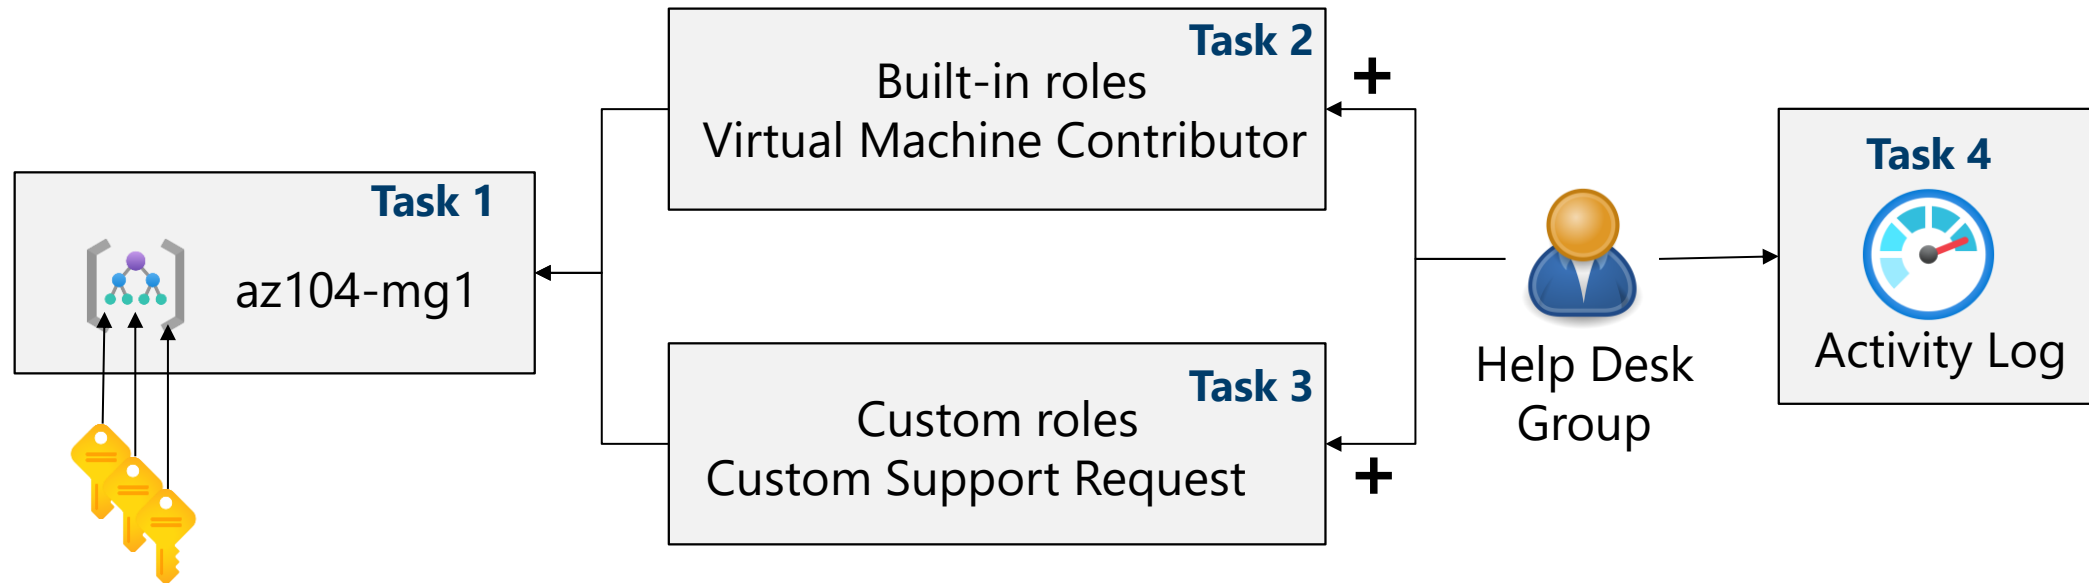 Task 1
az104-mg1
Task 2
Built-in roles
Virtual Machine Contributor
Task 3
Custom roles
Custom Support Request
+
+
Help Desk
Group
Task 4
Activity Log